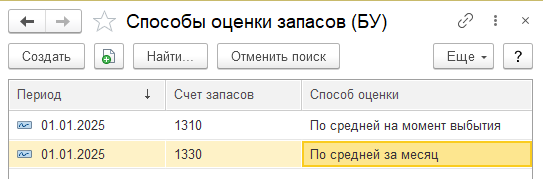 Способы оценки запасов (БУ)
Создать Найти... Отменить поиск Еще ?
Период Счет запасов Способ оценки
01.01.2025 1310 По средней на момент выбытия
01.01.2025 1330 По средней за месяц